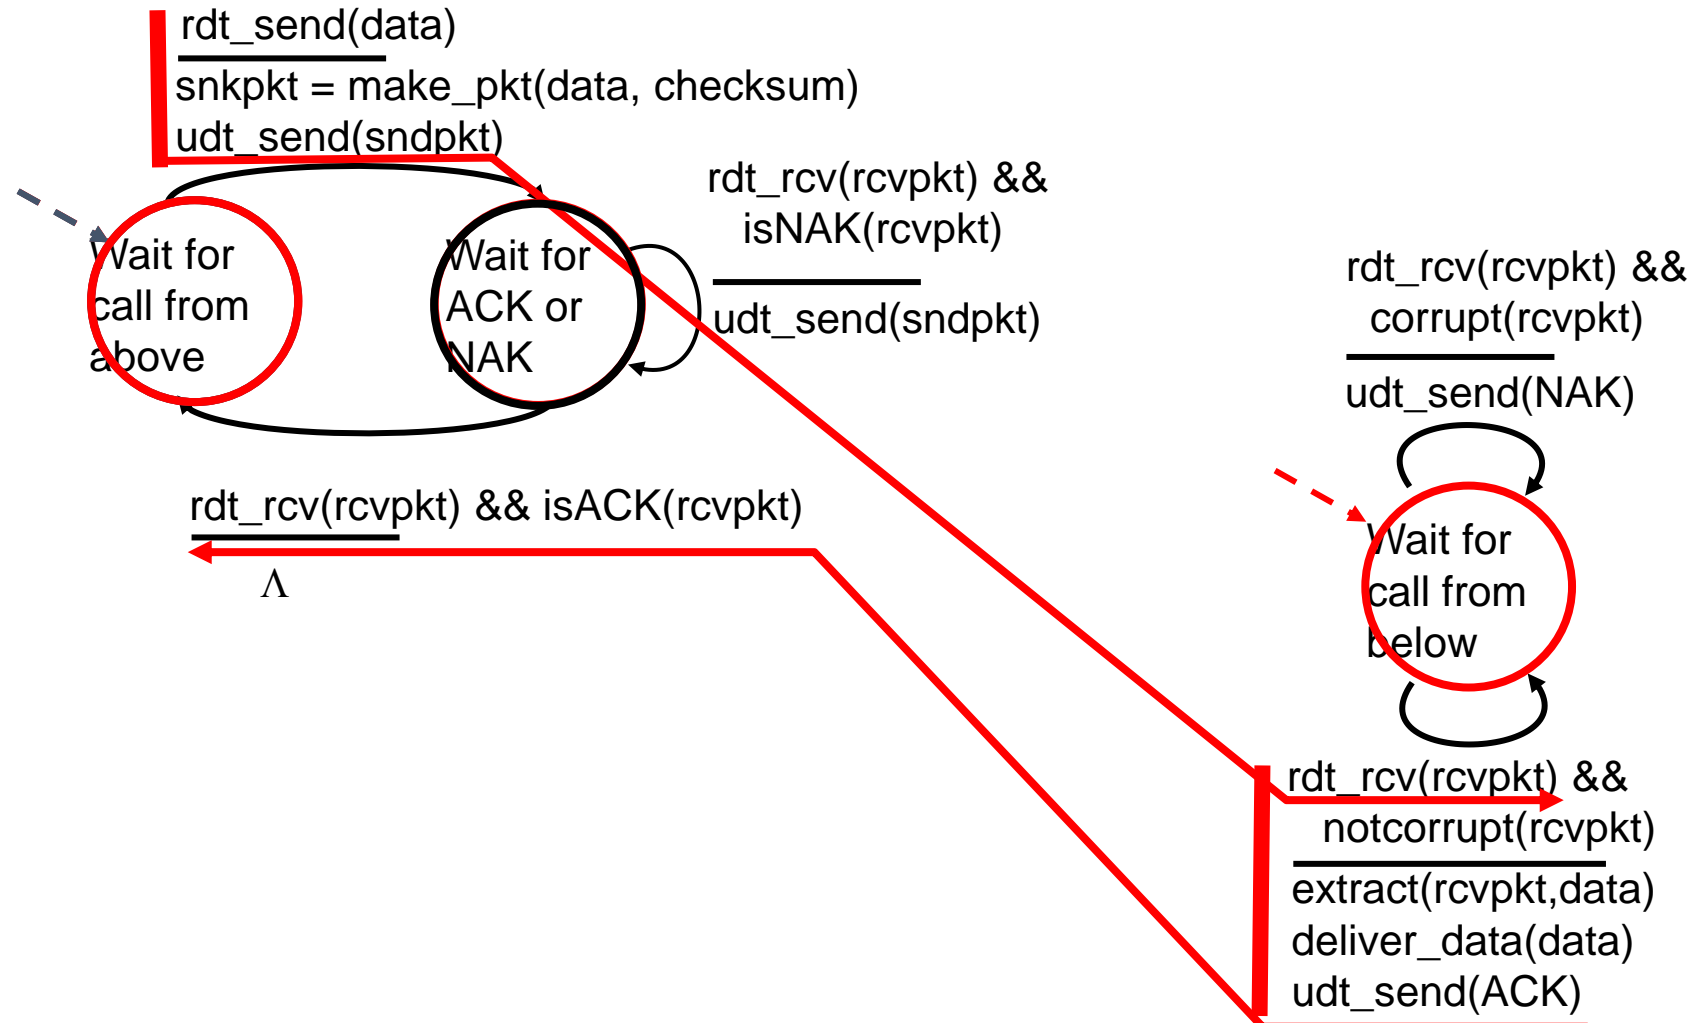 rdt_send(data)
snkpkt = make_pkt(data, checksum)
udt_send(sndpkt)
Wait for
call from
above
Wait for
ACK or
NAK
rdt_rcv(rcvpkt) &&
isNAK(rcvpkt)
udt_send(sndpkt)
rdt_rcv(rcvpkt) && isACK(rcvpkt)
Λ
rdt_rcv(rcvpkt) &&
corrupt(rcvpkt)
udt_send(NAK)
Wait for
call from
below
rdt_rcv(rcvpkt) &&
notcorrupt(rcvpkt)
extract(rcvpkt,data)
deliver_data(data)
udt_send(ACK)